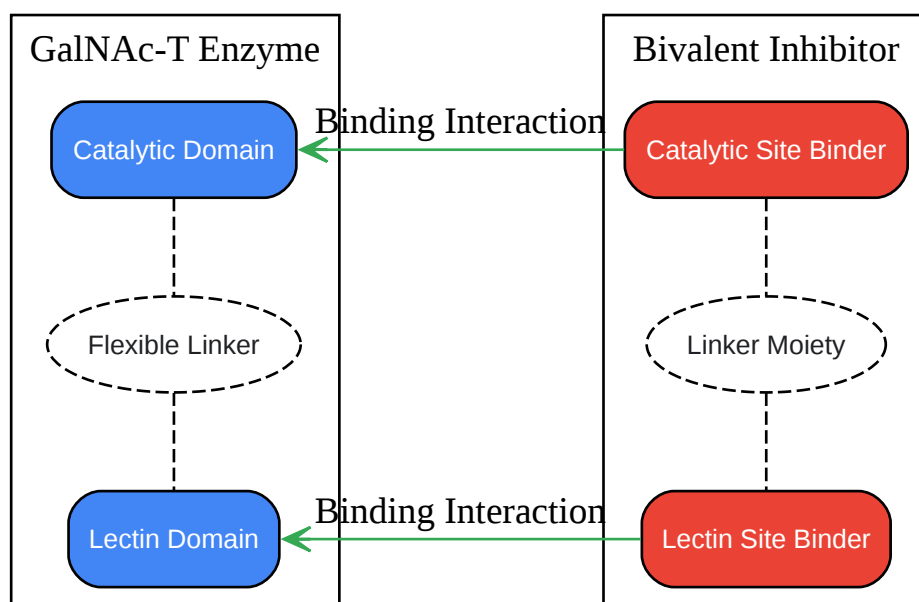 GalNAc-T Enzyme
Bivalent Inhibitor
Catalytic Domain
Binding Interaction
Catalytic Site Binder
Flexible Linker
Linker Moiety
Lectin Domain
Binding Interaction
Lectin Site Binder